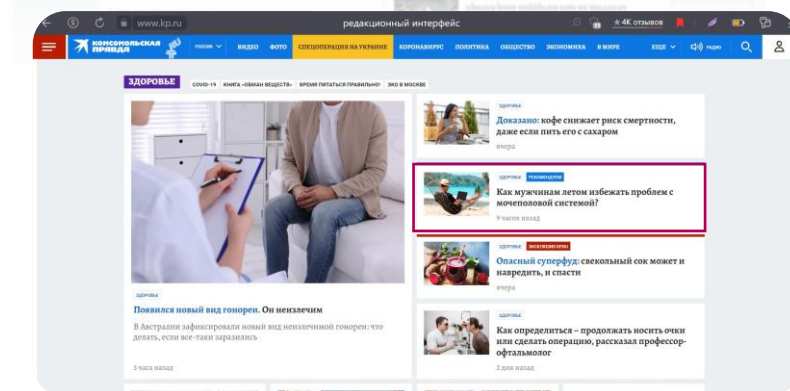 www.kp.ru
редакционный интерфейс
★4К отзывов
КОМСОМОЛЬСКАЯ
ПРАВДА
РОССИЯ
ВИДЕО
ФОТО
СПЕЦОПЕРАЦИЯ НА УКРАИНЕ
КОРОНАВИРУС
ПОЛИТИКА
ОБЩЕСТВО
ЭКОНОМИКА
В МИРЕ
ЕЩЕ
РАДИО
ЗДОРОВЬЕ
COVID-19
КНИГА «ОБМАН ВЕЩЕСТВ»
ВРЕМЯ ПИТАТЬСЯ ПРАВИЛЬНО!
ЭКО В МОСКВЕ
ЗДОРОВЬЕ
Появился новый вид гонореи. Он неизлечим
В Австралии зафиксировали новый вид неизлечимой гонореи: что
делать, если все-таки заразились
3 часа назад
ЗДОРОВЬЕ
Доказано: кофе снижает риск смертности,
даже если пить его с сахаром
вчера
ЗДОРОВЬЕ РЕКОМЕНДУЕМ
Как мужчинам летом избежать проблем с
мочеполовой системой?
9 часов назад
ЗДОРОВЬЕ ЭКСКЛЮЗИВ КП
Опасный суперфуд: свекольный сок может и
навредить, и спасти
вчера
ЗДОРОВЬЕ
Как определиться – продолжать носить очки
или сделать операцию, рассказал профессор-
офтальмолог
2 дня назад